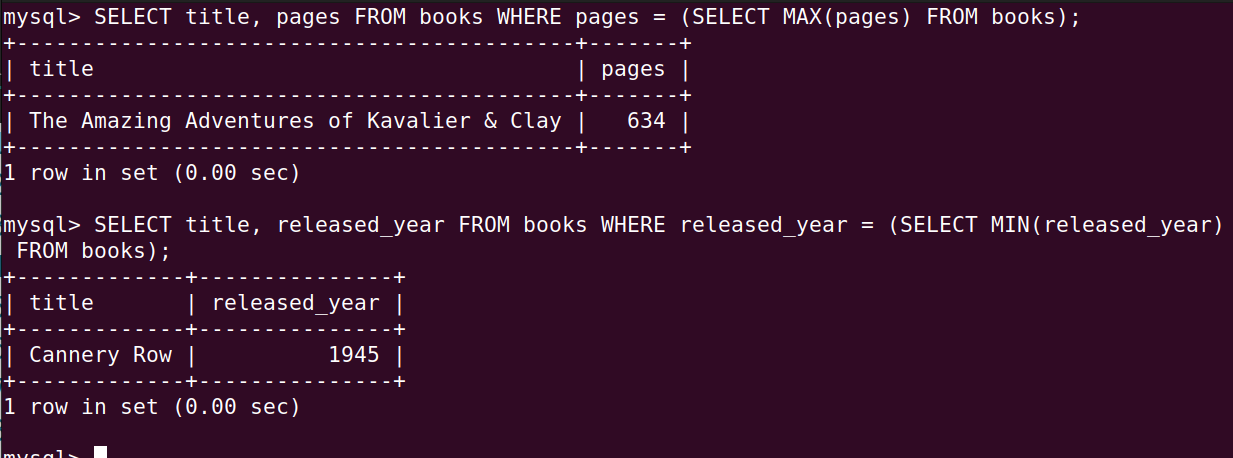 mysql> SELECT title, pages FROM books WHERE pages = (SELECT MAX(pages) FROM books);
+-------------------------------------------+-------+
| title                                     | pages |
+-------------------------------------------+-------+
| The Amazing Adventures of Kavalier & Clay |   634 |
+-------------------------------------------+-------+
1 row in set (0.00 sec)

mysql> SELECT title, released_year FROM books WHERE released_year = (SELECT MIN(released_year)
 FROM books);
+-------------+---------------+
| title       | released_year |
+-------------+---------------+
| Cannery Row |          1945 |
+-------------+---------------+
1 row in set (0.00 sec)

mysql>